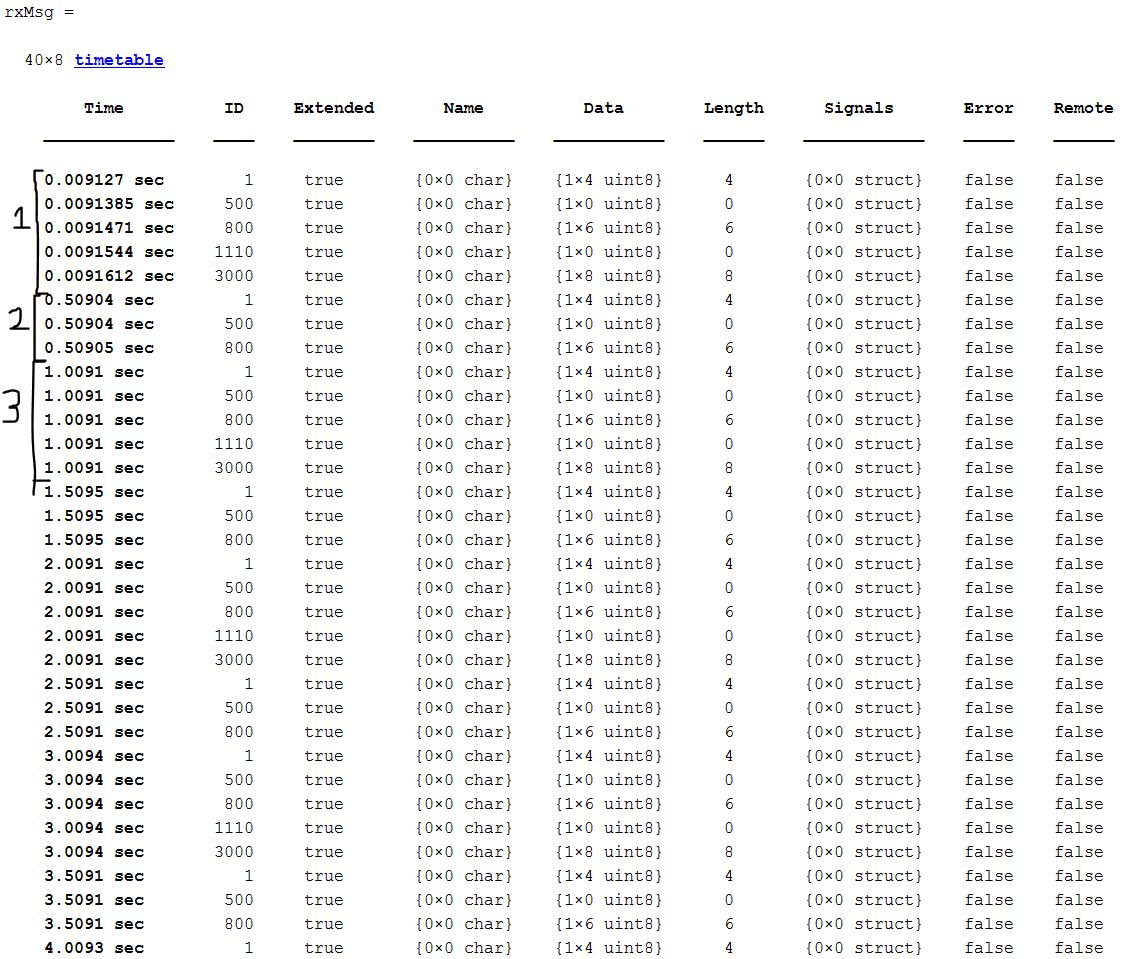 rxMsg =
40×8 timetable
Time ID Extended Name Data Length Signals Error Remote
0.009127 sec 1 true {0×0 char} {1×4 uint8} 4 {0×0 struct} false false
1 0.0091385 sec 500 true {0×0 char} {1×0 uint8} 0 {0×0 struct} false false
0.0091471 sec 800 true {0×0 char} {1×6 uint8} 6 {0×0 struct} false false
0.0091544 sec 1110 true {0×0 char} {1×0 uint8} 0 {0×0 struct} false false
0.0091612 sec 3000 true {0×0 char} {1×8 uint8} 8 {0×0 struct} false false
0.50904 sec 1 true {0×0 char} {1×4 uint8} 4 {0×0 struct} false false
2 0.50904 sec 500 true {0×0 char} {1×0 uint8} 0 {0×0 struct} false false
0.50905 sec 800 true {0×0 char} {1×6 uint8} 6 {0×0 struct} false false
1.0091 sec 1 true {0×0 char} {1×4 uint8} 4 {0×0 struct} false false
3 1.0091 sec 500 true {0×0 char} {1×0 uint8} 0 {0×0 struct} false false
1.0091 sec 800 true {0×0 char} {1×6 uint8} 6 {0×0 struct} false false
1.0091 sec 1110 true {0×0 char} {1×0 uint8} 0 {0×0 struct} false false
1.0091 sec 3000 true {0×0 char} {1×8 uint8} 8 {0×0 struct} false false
1.5095 sec 1 true {0×0 char} {1×4 uint8} 4 {0×0 struct} false false
1.5095 sec 500 true {0×0 char} {1×0 uint8} 0 {0×0 struct} false false
1.5095 sec 800 true {0×0 char} {1×6 uint8} 6 {0×0 struct} false false
2.0091 sec 1 true {0×0 char} {1×4 uint8} 4 {0×0 struct} false false
2.0091 sec 500 true {0×0 char} {1×0 uint8} 0 {0×0 struct} false false
2.0091 sec 800 true {0×0 char} {1×6 uint8} 6 {0×0 struct} false false
2.0091 sec 1110 true {0×0 char} {1×0 uint8} 0 {0×0 struct} false false
2.0091 sec 3000 true {0×0 char} {1×8 uint8} 8 {0×0 struct} false false
2.5091 sec 1 true {0×0 char} {1×4 uint8} 4 {0×0 struct} false false
2.5091 sec 500 true {0×0 char} {1×0 uint8} 0 {0×0 struct} false false
2.5091 sec 800 true {0×0 char} {1×6 uint8} 6 {0×0 struct} false false
3.0094 sec 1 true {0×0 char} {1×4 uint8} 4 {0×0 struct} false false
3.0094 sec 500 true {0×0 char} {1×0 uint8} 0 {0×0 struct} false false
3.0094 sec 800 true {0×0 char} {1×6 uint8} 6 {0×0 struct} false false
3.0094 sec 1110 true {0×0 char} {1×0 uint8} 0 {0×0 struct} false false
3.0094 sec 3000 true {0×0 char} {1×8 uint8} 8 {0×0 struct} false false
3.5091 sec 1 true {0×0 char} {1×4 uint8} 4 {0×0 struct} false false
3.5091 sec 500 true {0×0 char} {1×0 uint8} 0 {0×0 struct} false false
3.5091 sec 800 true {0×0 char} {1×6 uint8} 6 {0×0 struct} false false
4.0093 sec 1 true {0×0 char} {1×4 uint8} 4 {0×0 struct} false false